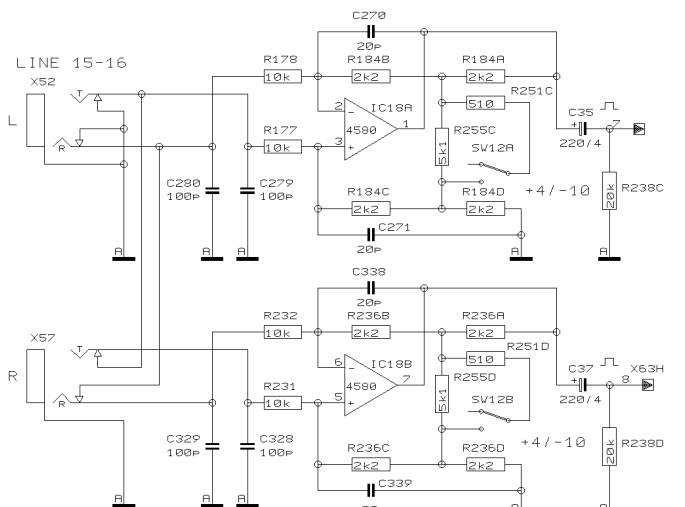 C270
20p
LINE 15-16
X52
R178
10k
R184B
2k2
R184A
2k2
R251C
510
T
L
R
2
IC18A
4580
1
3
R177
10k
R255C
5k1
SW12A
C35
220/4
7
C280
100p
C279
100p
R184C
2k2
R184D
2k2
+4/-10
R238C
20k
C271
20p
A
A
A
A
A
C338
20p
X57
R232
10k
R236B
2k2
R236A
2k2
R251D
510
T
R
R
6
IC18B
4580
7
5
R231
10k
R255D
5k1
SW12B
C37
220/4
8
X63H
C329
100p
C328
100p
R236C
2k2
R236D
2k2
+4/-10
R238D
20k
C339
A
A
A
A
A